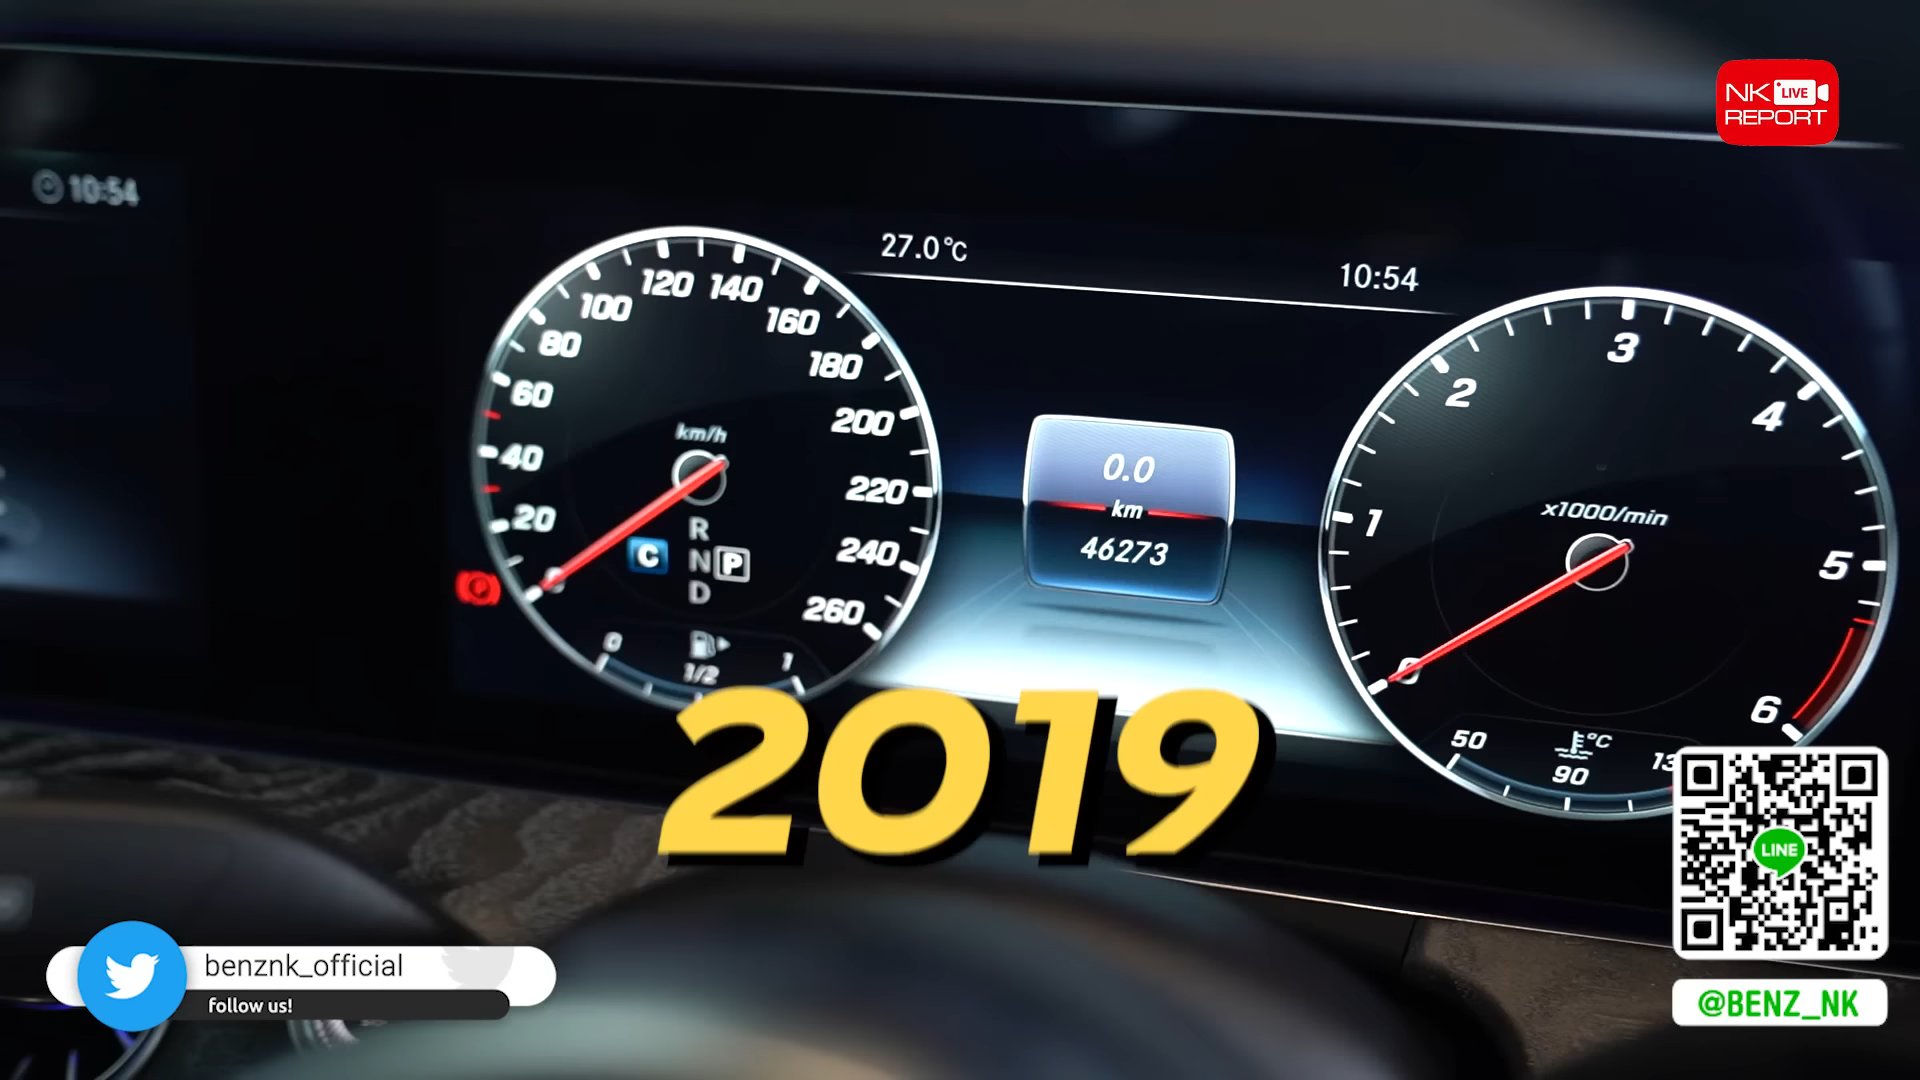 NK LIVE
REPORT
10:54
27.0°C
10:54
120 140
100
160
80
180
60
200
40
220
20
240
0
260
km/h
R
C
N P
D
0
1/2
1
0.0
km
46273
3
2
4
1
5
0
6
x1000/min
50
°C
90
2019
LINE
benznk_official
follow us!
@BENZ_NK